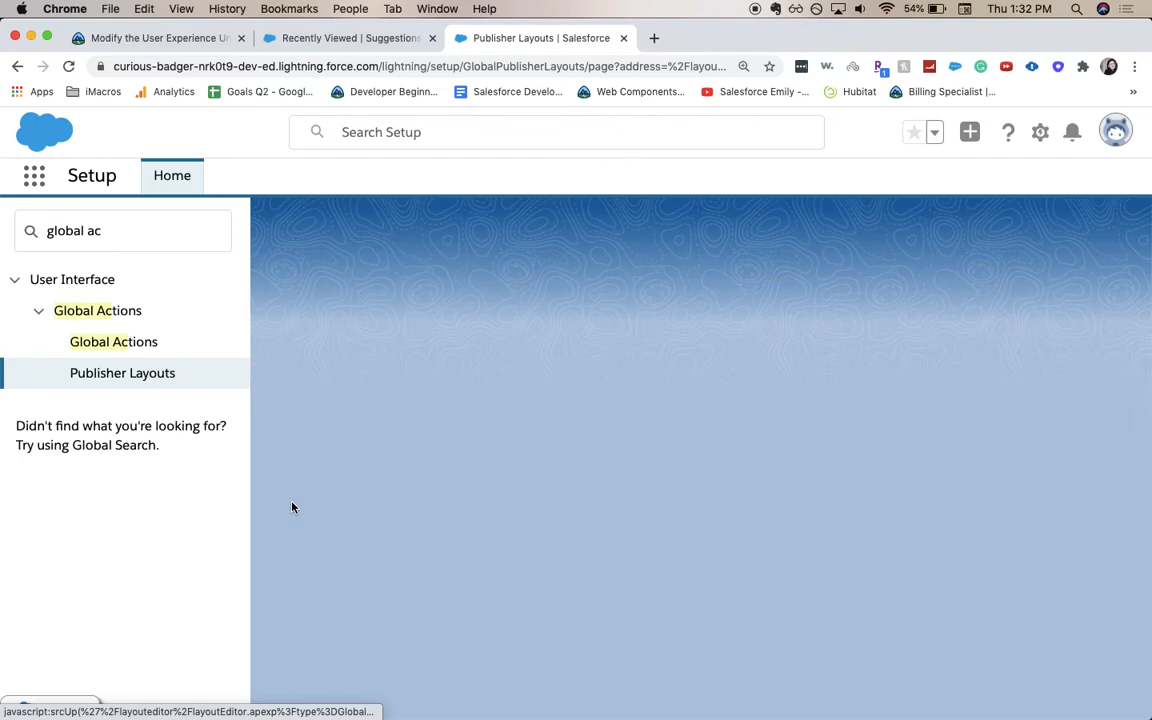 Chrome File Edit View History Bookmarks People Tab Window Help 54% Thu 1:32 PM
Modify the User Experience Un
Recently Viewed | Suggestions
Publisher Layouts | Salesforce
curious-badger-nrk0t9-dev-ed.lightning.force.com/lightning/setup/GlobalPublisherLayouts/page?address=%2Flayou...
1
Apps iMacros Analytics Goals Q2 - Googl... Developer Beginn... Salesforce Develo... Web Components... Salesforce Emily -... Hubitat Billing Specialist |... »
Search Setup
Setup Home
global ac
User Interface
Global Actions
Global Actions
Publisher Layouts
Didn't find what you're looking for?
Try using Global Search.
javascript:srcUp(%27%2Flayouteditor%2FlayoutEditor.apexp%3Ftype%3DGlobal...